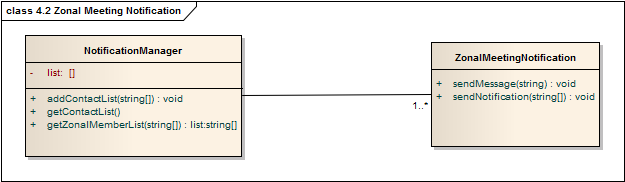 class 4.2 Zonal Meeting Notification
NotificationManager
- list: []
+ addContactList(string[]) : void
+ getContactList()
+ getZonalMemberList(string[]) : list:string[]
ZonalMeetingNotification
+ sendMessage(string) : void
+ sendNotification(string[]) : void
1..*